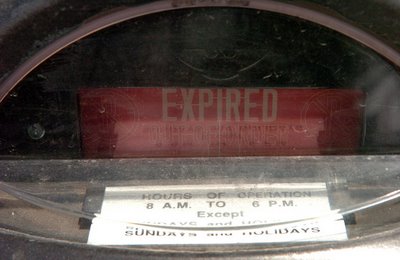 EXPIRED
HOURS OF OPERATION
8 A.M. TO 6 P.M.
Except
SUNDAYS and HOLIDAYS